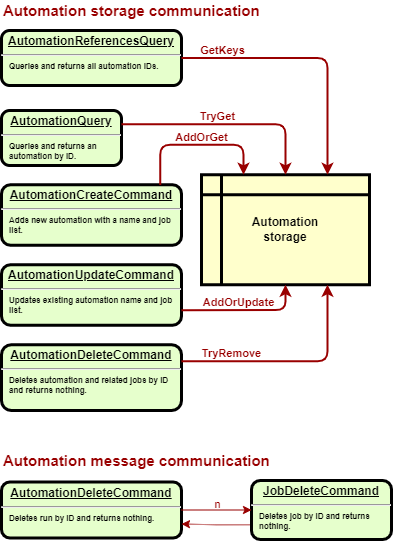 Automation storage communication
AutomationReferencesQuery
Queries and returns all automation IDs.
GetKeys
AutomationQuery
Queries and returns an
automation by ID.
TryGet
AddOrGet
AutomationCreateCommand
Adds new automation with a name and job
list.
Automation
storage
AutomationUpdateCommand
Updates existing automation name and job
list.
AddOrUpdate
AutomationDeleteCommand
Deletes automation and related jobs by ID
and returns nothing.
TryRemove
Automation message communication
AutomationDeleteCommand
Deletes run by ID and returns nothing.
n
JobDeleteCommand
Deletes job by ID and returns
nothing.